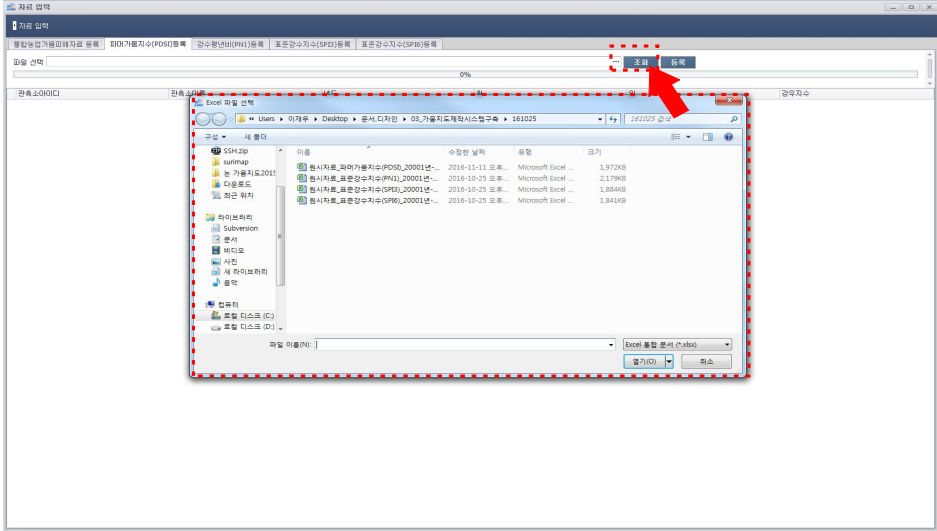 자료 입력
자료 입력
통합농업가뭄피해자료 등록 파머가뭄지수(PDSI)등록 강수평년비(PN1)등록 표준강수지수(SPI3)등록 표준강수지수(SPI6)등록
파일 선택 ... 조회 등록
0%
관측소아이디 강우지수
Excel 파일 선택
« Users ▸ 이재우 ▸ Desktop ▸ 문서,디자인 ▸ 03_가뭄지도제작시스템구축 ▸ 161025 161025 검색
구성 새 폴더
이름 수정한 날짜 유형 크기
SSH.zip
surimap
논 가뭄지도2015
다운로드
최근 위치
원시자료_파머가뭄지수(PDSI)_20001년-... 2016-11-11 오후... Microsoft Excel ... 1,972KB
원시자료_표준강수지수(PN1)_20001년-... 2016-10-25 오후... Microsoft Excel ... 2,179KB
원시자료_표준강수지수(SPI3)_20001년-... 2016-10-25 오후... Microsoft Excel ... 1,884KB
원시자료_표준강수지수(SPI6)_20001년-... 2016-10-25 오후... Microsoft Excel ... 1,841KB
라이브러리
Subversion
문서
비디오
사진
새 라이브러리
음악
컴퓨터
로컬 디스크 (C:)
로컬 디스크 (D:)
파일 이름(N): Excel 통합 문서 (*.xlsx)
열기(O) 취소